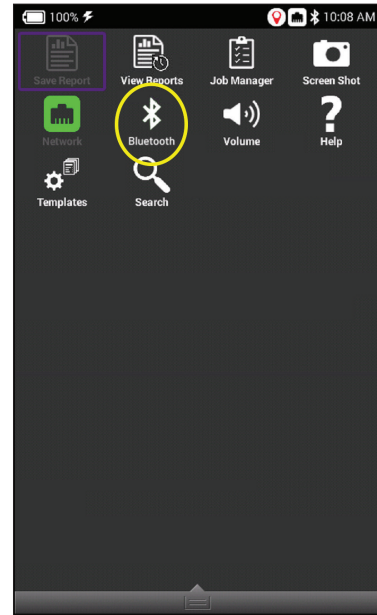 100% 10:08 AM
Save Report View Reports Job Manager Screen Shot
Network Bluetooth Volume Help
Templates Search